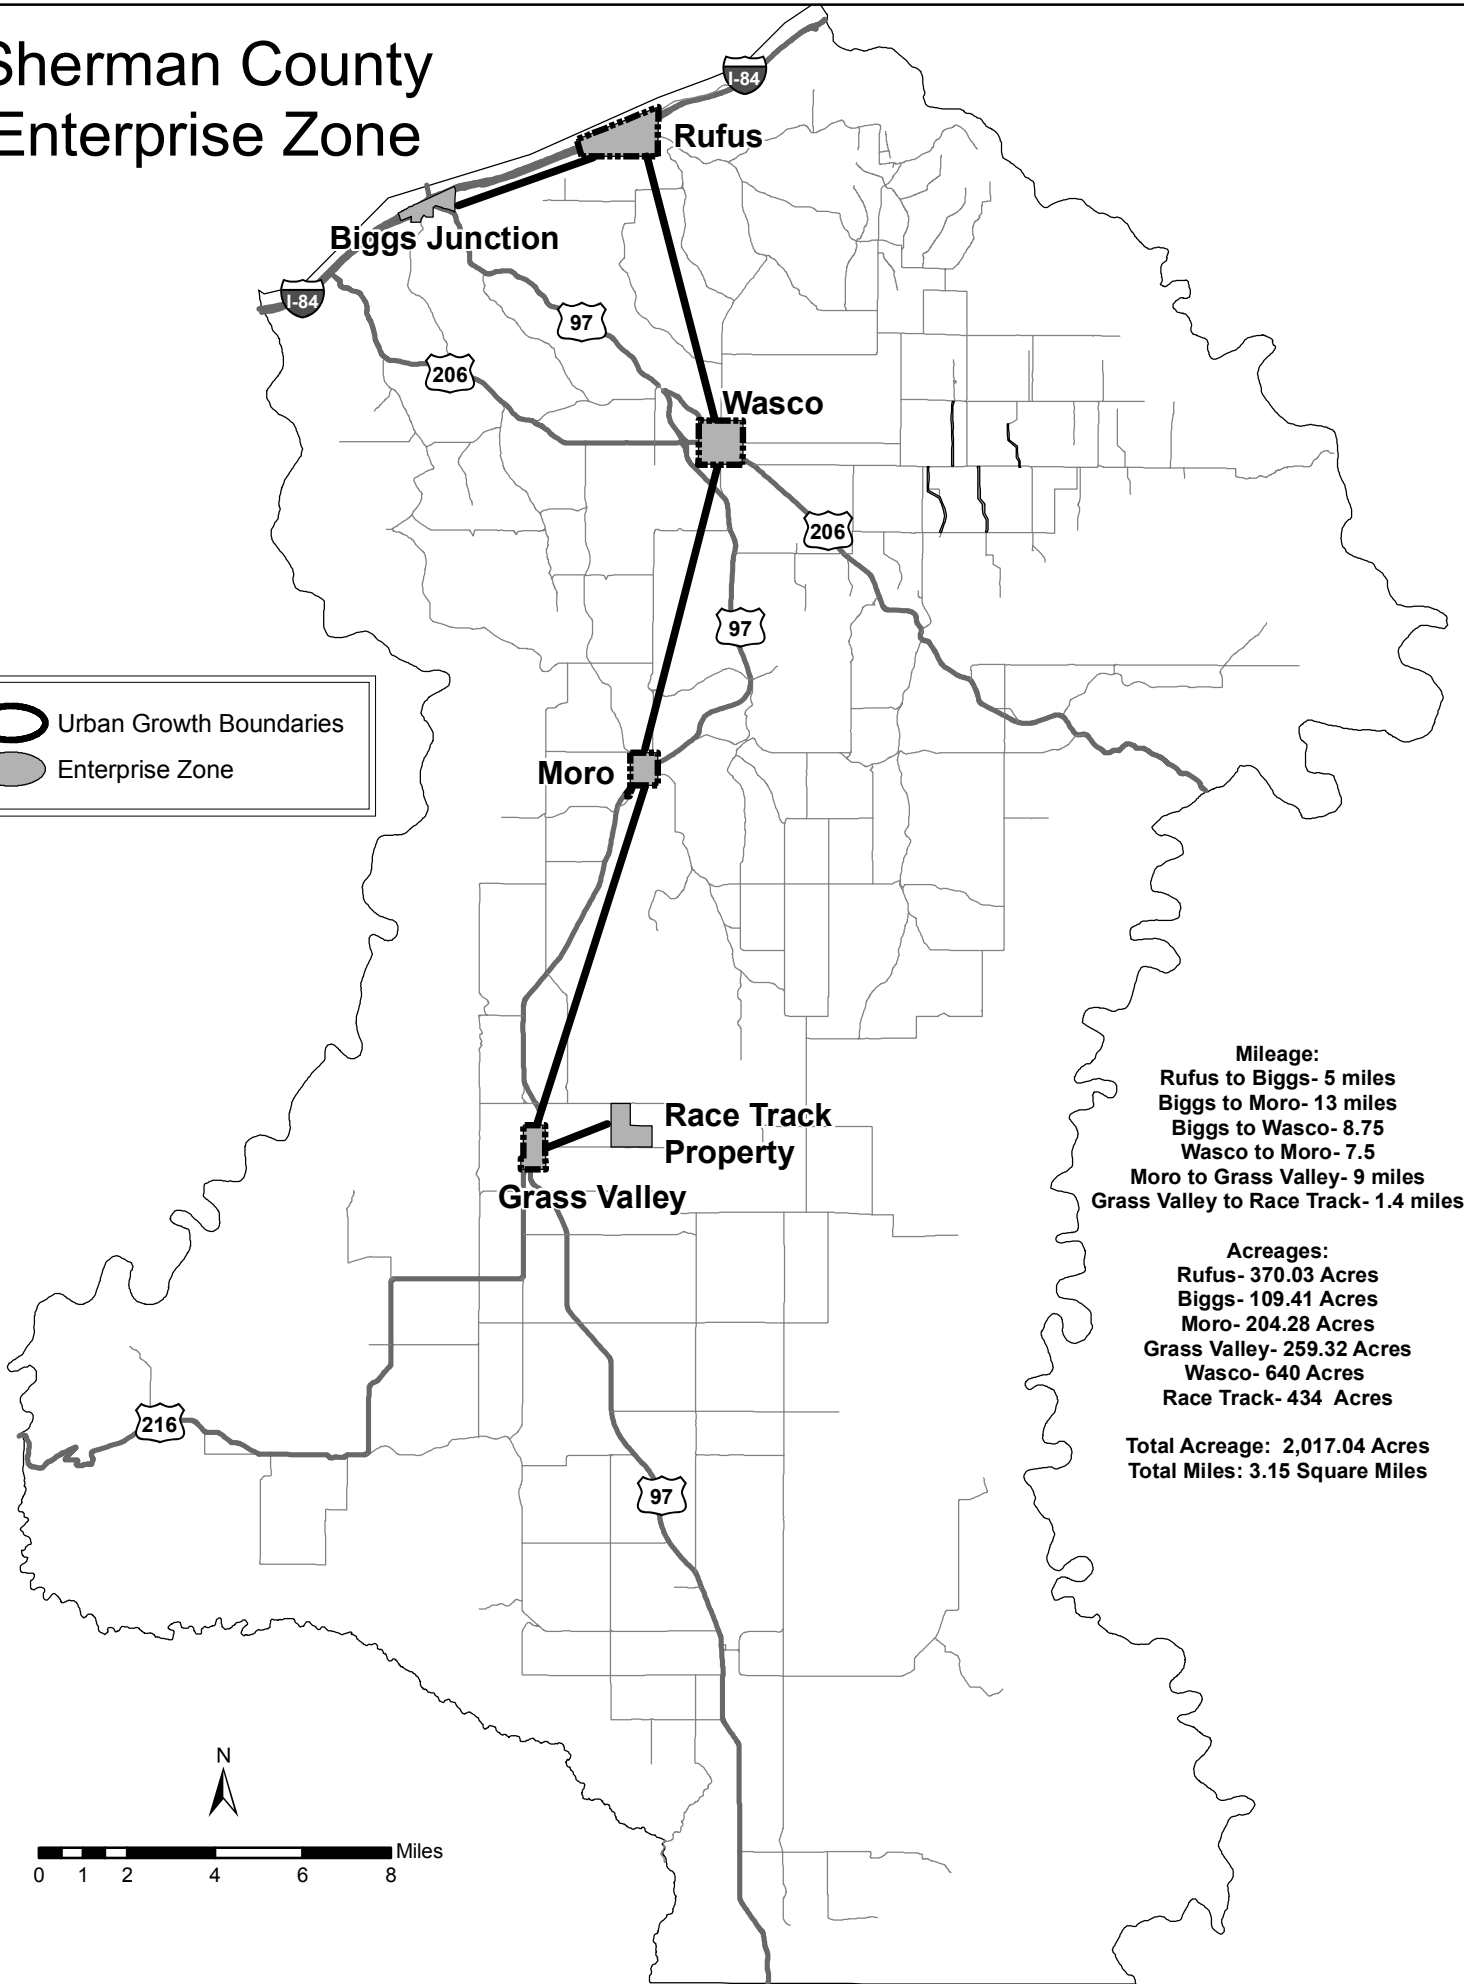 Sherman County
Enterprise Zone
I-84
Rufus
Biggs Junction
I-84
97
206
Wasco
206
97
Urban Growth Boundaries
Enterprise Zone
Moro
Mileage:
Rufus to Biggs- 5 miles
Biggs to Moro- 13 miles
Biggs to Wasco- 8.75
Wasco to Moro- 7.5
Moro to Grass Valley- 9 miles
Grass Valley to Race Track- 1.4 miles
Race Track
Property
Grass Valley
Acreages:
Rufus- 370.03 Acres
Biggs- 109.41 Acres
Moro- 204.28 Acres
Grass Valley- 259.32 Acres
Wasco- 640 Acres
Race Track- 434  Acres
Total Acreage:  2,017.04 Acres
Total Miles: 3.15 Square Miles
216
97
N
Miles
0 1 2 4 6 8